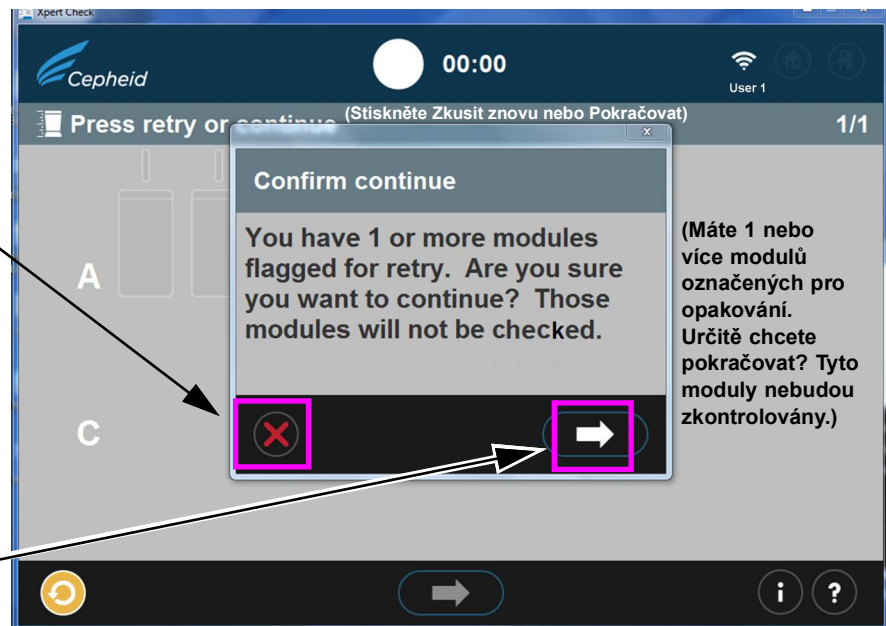 Xpert Check
Cepheid
00:00
User 1
Press retry or continue (Stiskněte Zkusit znovu nebo Pokračovat)
1/1
x
Confirm continue
You have 1 or more modules
flagged for retry. Are you sure
you want to continue? Those
modules will not be checked.
A
C
(Máte 1 nebo
více modulů
označených pro
opakování.
Určitě chcete
pokračovat? Tyto
moduly nebudou
zkontrolovány.)
i
?